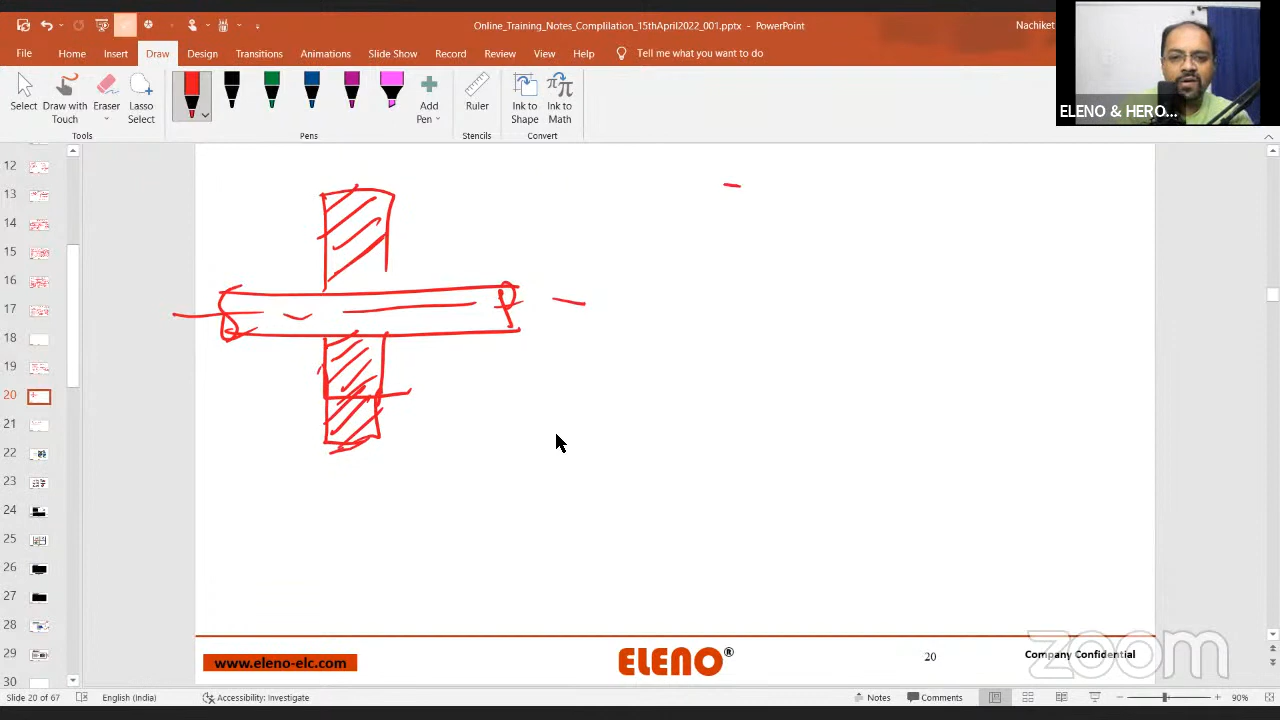 Online_Training_Notes_Complilation_15thApril2022_001.pptx - PowerPoint
Nachiket
File Home Insert Draw Design Transitions Animations Slide Show Record Review View Help Tell me what you want to do
Select Draw with Touch Eraser Lasso Select Add Pen Ruler Ink to Shape Ink to Math
Tools Pens Stencils Convert
ELENO & HERO...
12
13
14
15
16
17
18
19
20
21
22
23
24
25
26
27
28
29
30
www.eleno-elc.com
ELENO®
20
Company Confidential
zoom
Slide 20 of 67 English (India) Accessibility: Investigate Notes Comments 90%